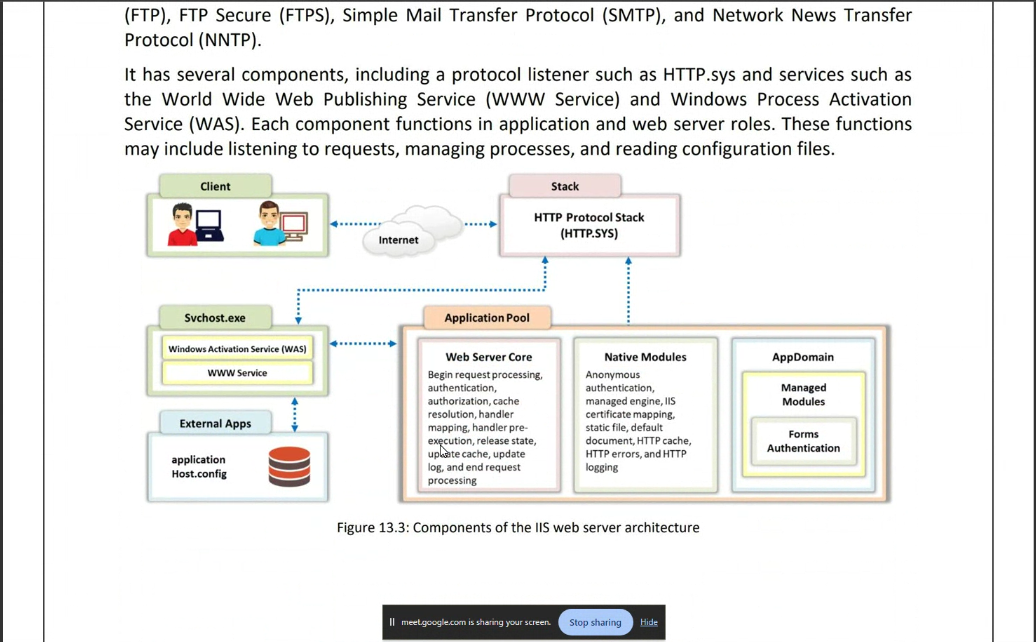 (FTP), FTP Secure (FTPS), Simple Mail Transfer Protocol (SMTP), and Network News Transfer
Protocol (NNTP).
It has several components, including a protocol listener such as HTTP.sys and services such as
the World Wide Web Publishing Service (WWW Service) and Windows Process Activation
Service (WAS). Each component functions in application and web server roles. These functions
may include listening to requests, managing processes, and reading configuration files.
Client
Stack
Internet
HTTP Protocol Stack
(HTTP.SYS)
Svchost.exe
Windows Activation Service (WAS)
WWW Service
External Apps
application
Host.config
Application Pool
Web Server Core
Begin request processing,
authentication,
authorization, cache
resolution, handler
mapping, handler pre-
execution, release state,
update cache, update
log, and end request
processing
Native Modules
Anonymous
authentication,
managed engine, IIS
certificate mapping,
static file, default
document, HTTP cache,
HTTP errors, and HTTP
logging
AppDomain
Managed
Modules
Forms
Authentication
Figure 13.3: Components of the IIS web server architecture
meet.google.com is sharing your screen.
Stop sharing
Hide